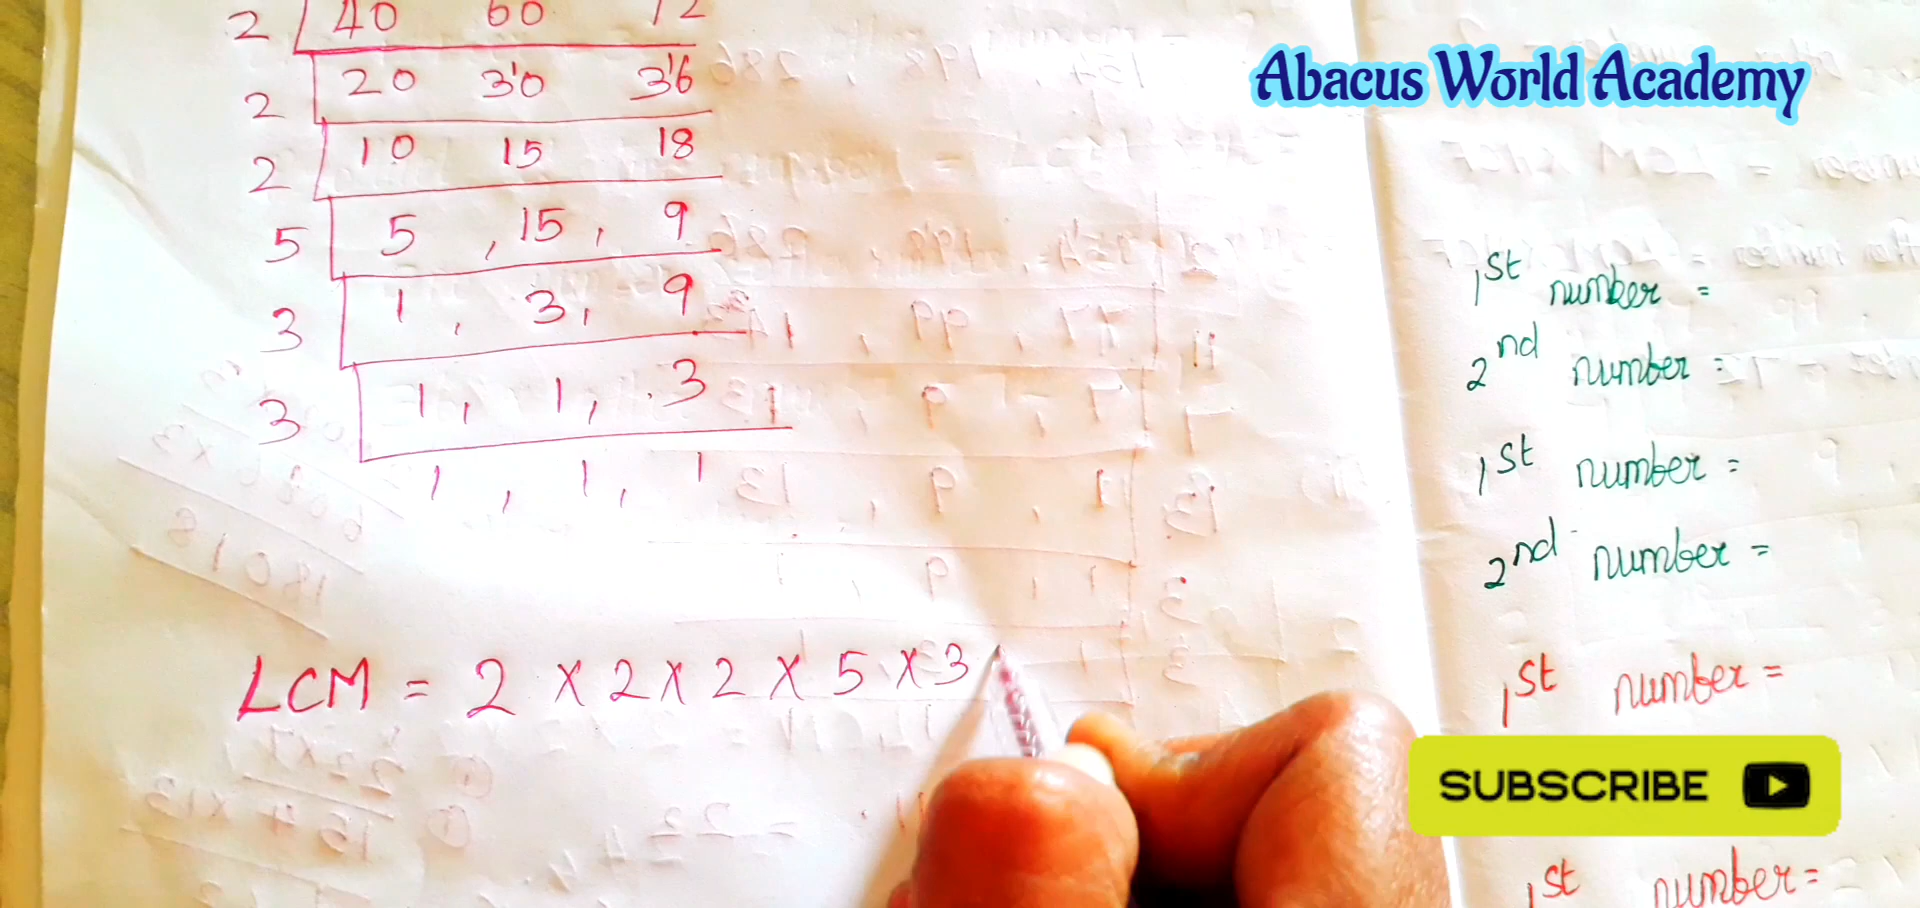 2 40 60 72
2 20 30 36
2 10 15 18
5 5 , 15 , 9
3 1 , 3 , 9
3 1 , 1 , 3
1 , 1 , 1
LCM = 2 x 2 x 2 x 5 x 3
Abacus World Academy
1st number =
2nd number =
1st number =
2nd number =
1st number =
SUBSCRIBE
1st number =